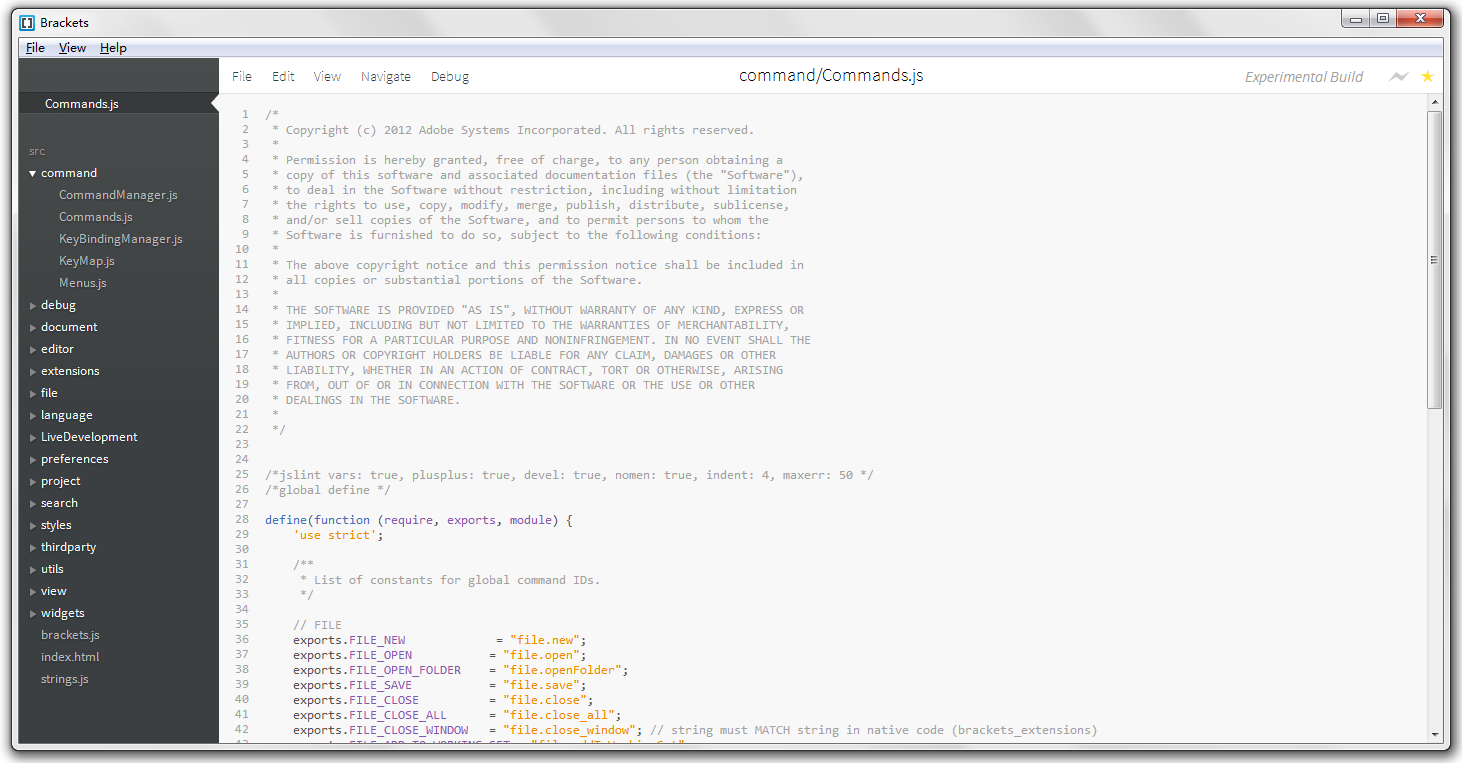 Brackets
File View Help
File Edit View Navigate Debug
command/Commands.js
Experimental Build
Commands.js
src
command
CommandManager.js
Commands.js
KeyBindingManager.js
KeyMap.js
Menus.js
debug
document
editor
extensions
file
language
LiveDevelopment
preferences
project
search
styles
thirdparty
utils
view
widgets
brackets.js
index.html
strings.js
1 /*
2 * Copyright (c) 2012 Adobe Systems Incorporated. All rights reserved.
3 *
4 * Permission is hereby granted, free of charge, to any person obtaining a
5 * copy of this software and associated documentation files (the "Software"),
6 * to deal in the Software without restriction, including without limitation
7 * the rights to use, copy, modify, merge, publish, distribute, sublicense,
8 * and/or sell copies of the Software, and to permit persons to whom the
9 * Software is furnished to do so, subject to the following conditions:
10 *
11 * The above copyright notice and this permission notice shall be included in
12 * all copies or substantial portions of the Software.
13 *
14 * THE SOFTWARE IS PROVIDED "AS IS", WITHOUT WARRANTY OF ANY KIND, EXPRESS OR
15 * IMPLIED, INCLUDING BUT NOT LIMITED TO THE WARRANTIES OF MERCHANTABILITY,
16 * FITNESS FOR A PARTICULAR PURPOSE AND NONINFRINGEMENT. IN NO EVENT SHALL THE
17 * AUTHORS OR COPYRIGHT HOLDERS BE LIABLE FOR ANY CLAIM, DAMAGES OR OTHER
18 * LIABILITY, WHETHER IN AN ACTION OF CONTRACT, TORT OR OTHERWISE, ARISING
19 * FROM, OUT OF OR IN CONNECTION WITH THE SOFTWARE OR THE USE OR OTHER
20 * DEALINGS IN THE SOFTWARE.
21 *
22 */
23
24
25 /*jslint vars: true, plusplus: true, devel: true, nomen: true, indent: 4, maxerr: 50 */
26 /*global define */
27
28 define(function (require, exports, module) {
29 'use strict';
30
31 /**
32 * List of constants for global command IDs.
33 */
34
35 // FILE
36 exports.FILE_NEW = "file.new";
37 exports.FILE_OPEN = "file.open";
38 exports.FILE_OPEN_FOLDER = "file.openFolder";
39 exports.FILE_SAVE = "file.save";
40 exports.FILE_CLOSE = "file.close";
41 exports.FILE_CLOSE_ALL = "file.close_all";
42 exports.FILE_CLOSE_WINDOW = "file.close_window"; // string must MATCH string in native code (brackets_extensions)